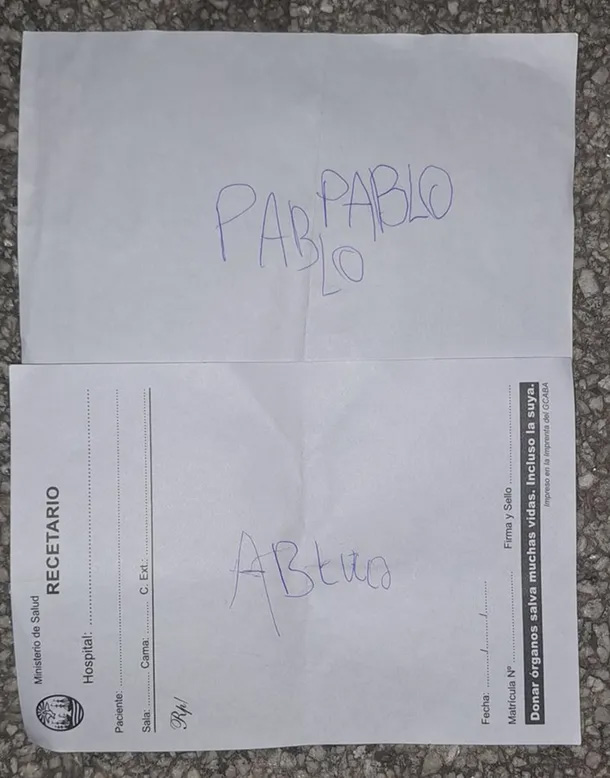 PABLO
PAB
LO
Ministerio de Salud
RECETARIO
Hospital: ........................
Paciente: ........................
Sala: .......... Cama: .......... C. Ext.: ..........
Rp/
Fecha: ......../......../........
Matrícula Nº ........................ Firma y Sello ........................
Donar órganos salva muchas vidas. Incluso la suya.
Impreso en la Imprenta del GCABA